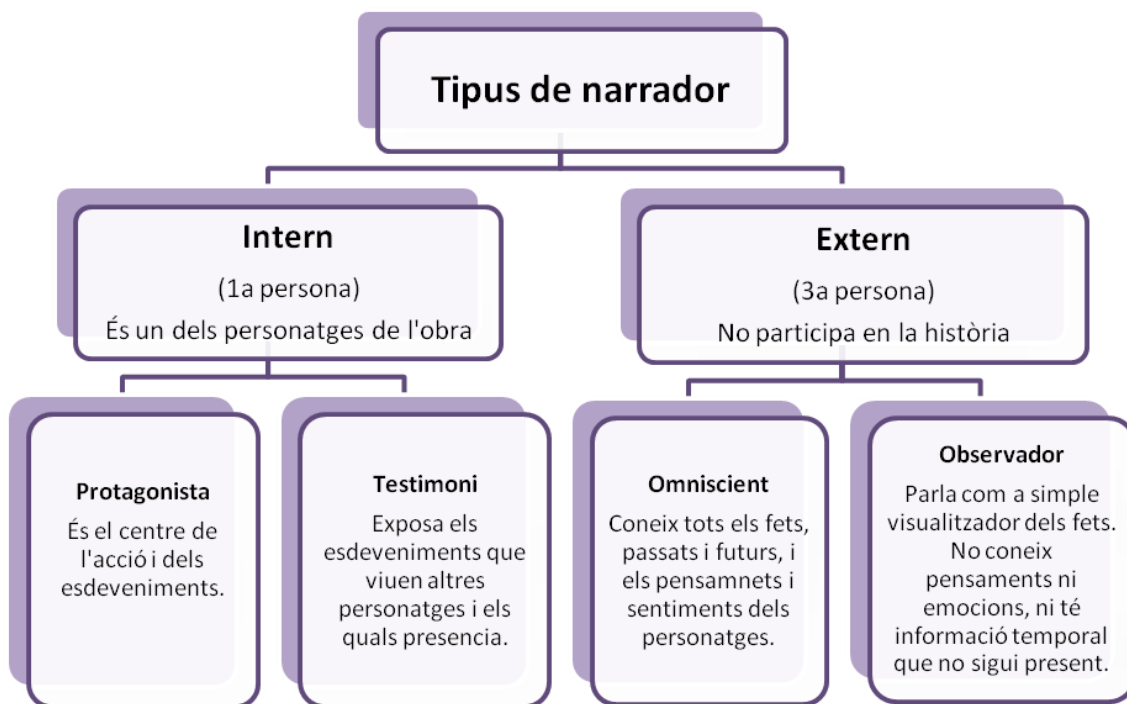 Tipus de narrador
Intern
(1a persona)
És un dels personatges de l'obra
Extern
(3a persona)
No participa en la història
Protagonista
És el centre de
l'acció i dels
esdeveniments.
Testimoni
Exposa els
esdeveniments que
viuen altres
personatges i els
quals presencia.
Omniscient
Coneix tots els fets,
passats i futurs, i
els pensamnets i
sentiments dels
personatges.
Observador
Parla com a simple
visualitzador dels fets.
No coneix
pensaments ni
emocions, ni té
informació temporal
que no sigui present.